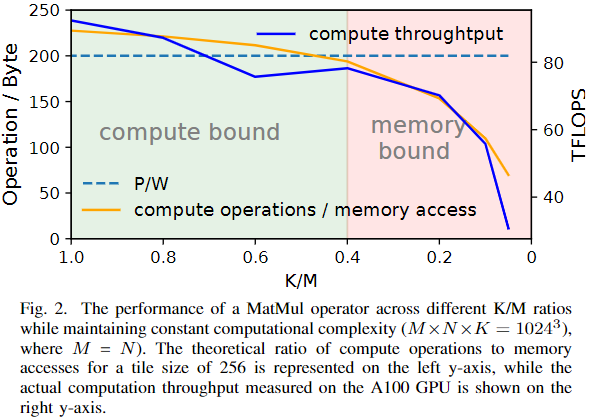 250
200
150
100
50
0
Operation / Byte
compute throughtput
compute bound
memory
bound
P/W
compute operations / memory access
80
60
40
TFLOPS
1.0 0.8 0.6 0.4 0.2 0
K/M
Fig. 2. The performance of a MatMul operator across different K/M ratios
while maintaining constant computational complexity (M×N×K = 1024³),
where M = N). The theoretical ratio of compute operations to memory
accesses for a tile size of 256 is represented on the left y-axis, while the
actual computation throughput measured on the A100 GPU is shown on the
right y-axis.